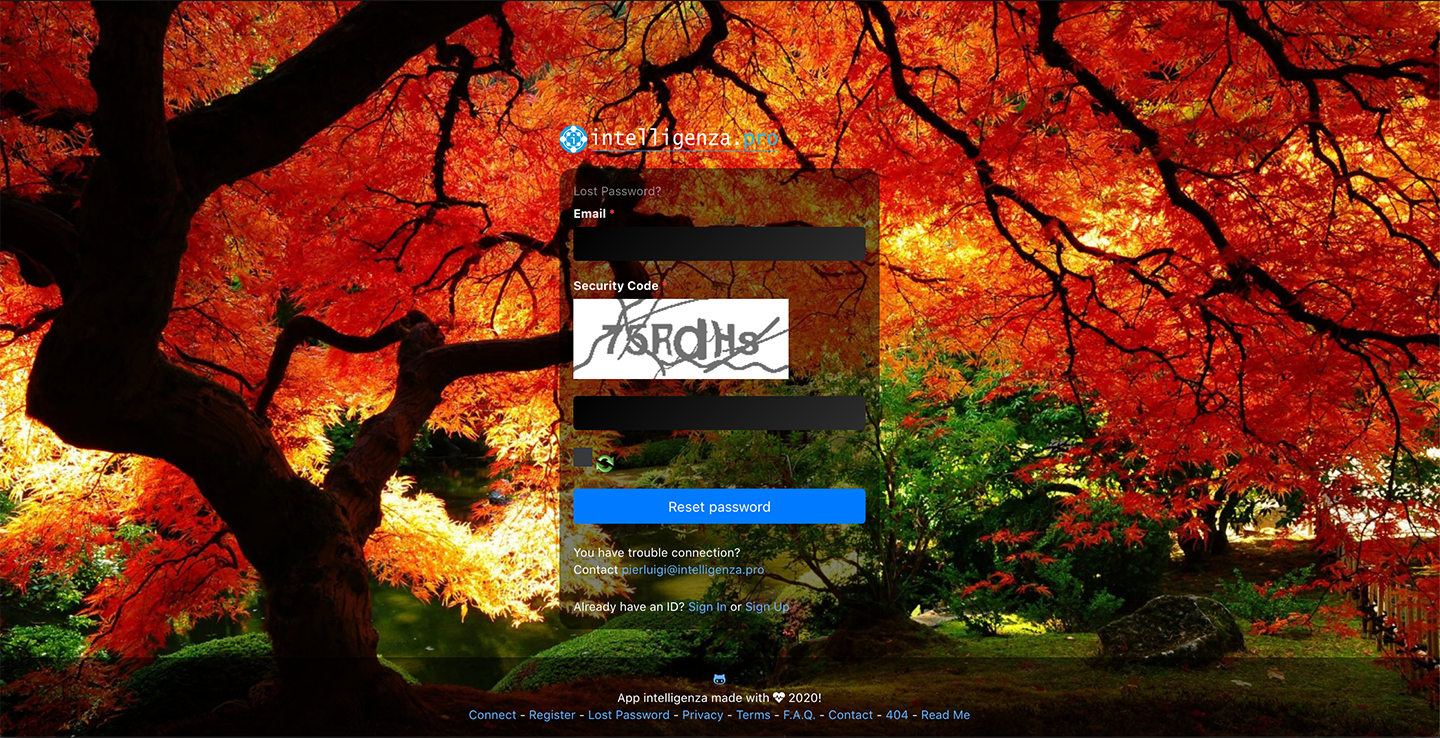 intelligenza.pro
Lost Password?
Email *
Security Code
75RdHs
Reset password
You have trouble connection?
Contact pierluigi@intelligenza.pro
Already have an ID? Sign In or Sign Up
App intelligenza made with 2020!
Connect - Register - Lost Password - Privacy - Terms - F.A.Q. - Contact - 404 - Read Me